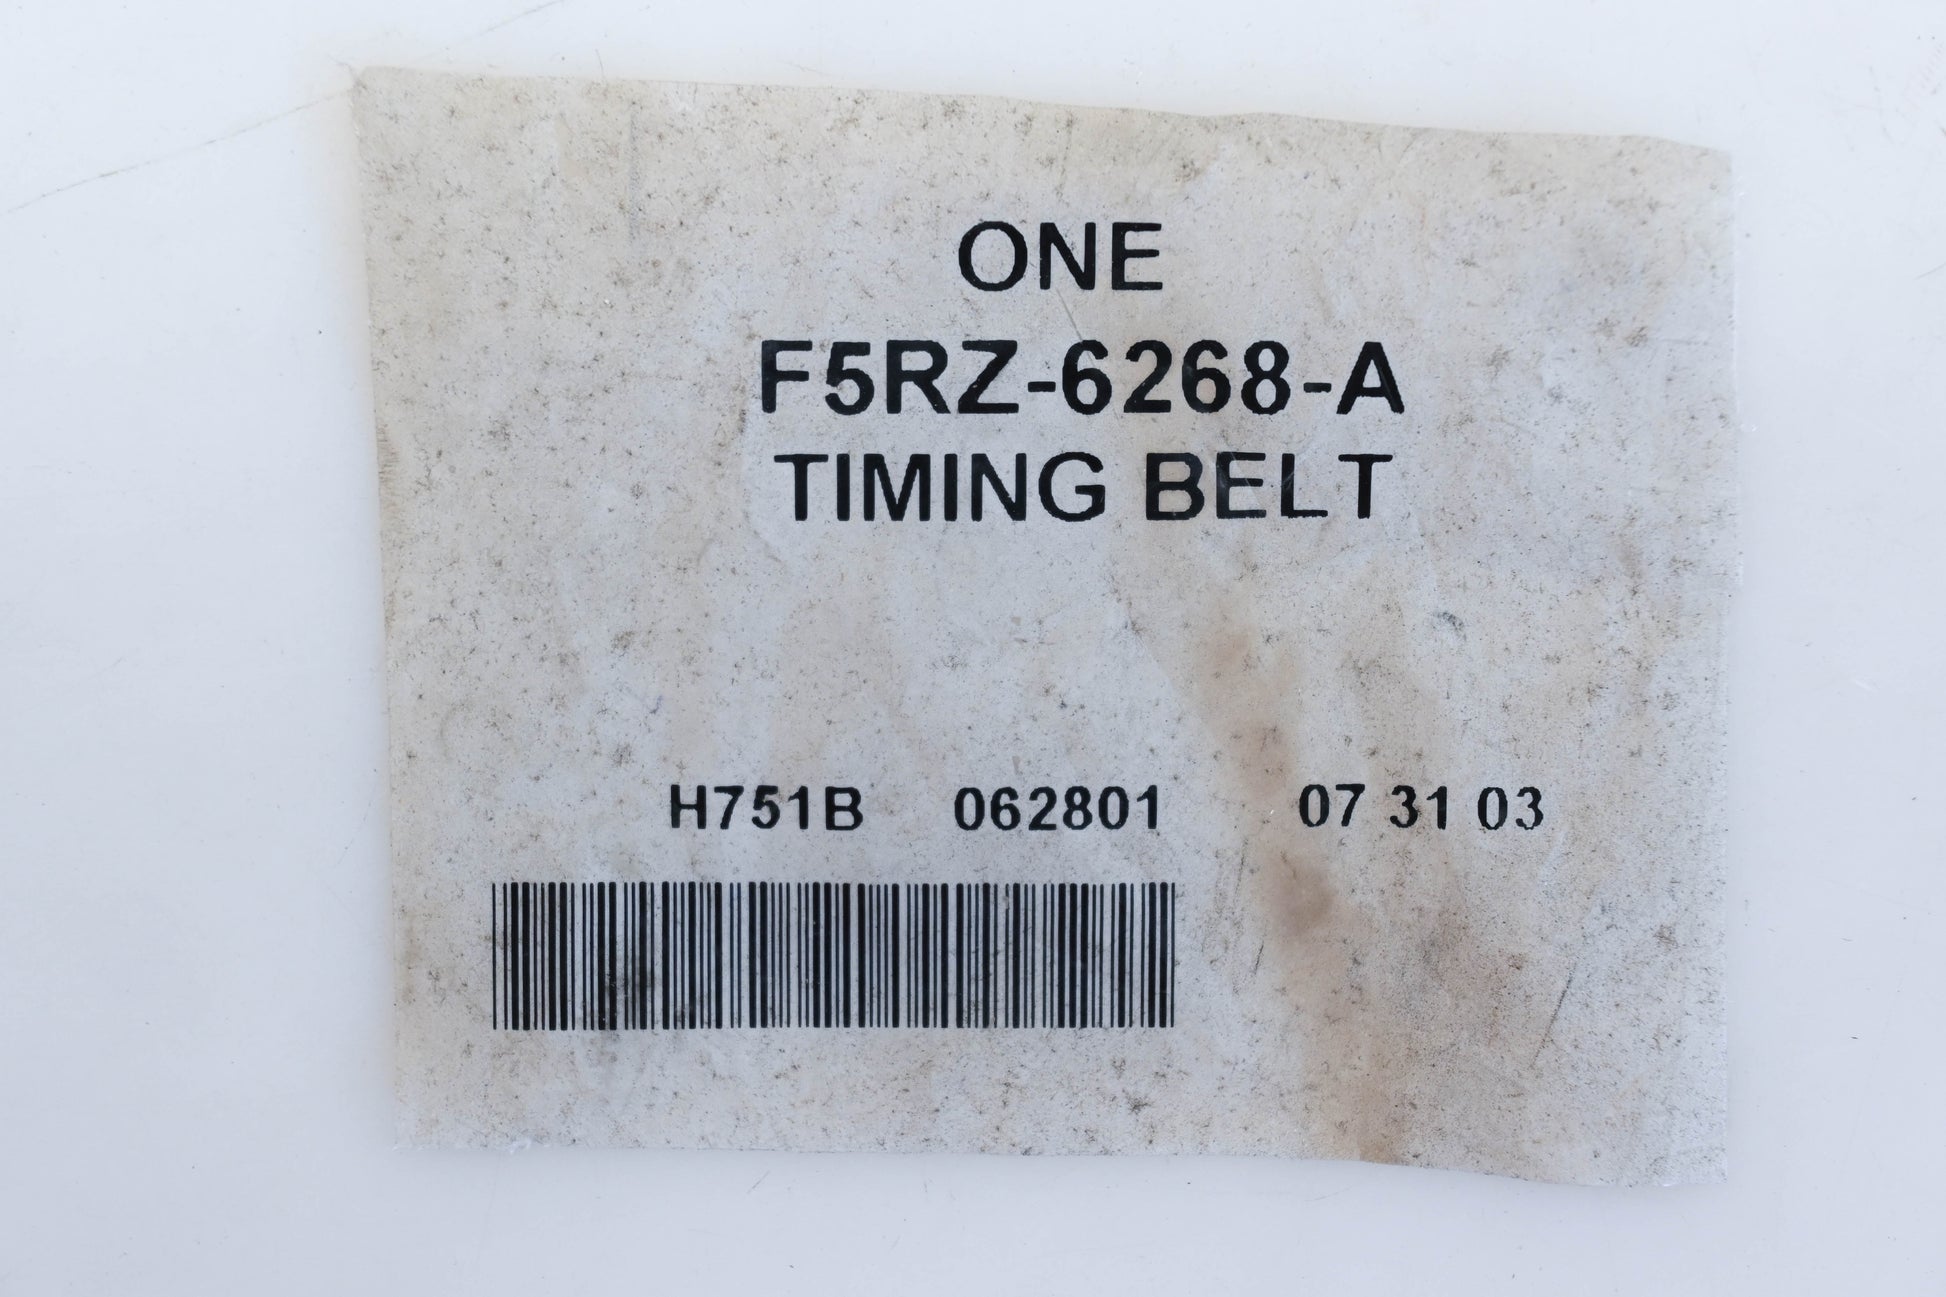 ONE
F5RZ-6268-A
TIMING BELT
H751B 062801 07 31 03